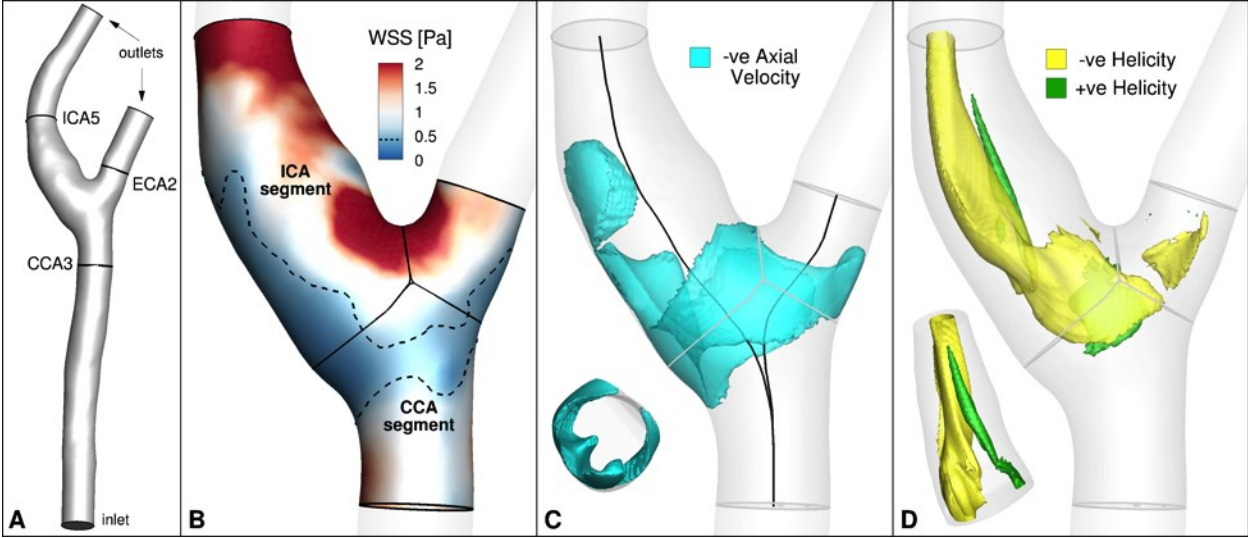 outlets
ICA5
ECA2
CCA3
inlet
A
WSS [Pa]
2
1.5
1
0.5
0
ICA
segment
CCA
segment
B
-ve Axial
Velocity
C
-ve Helicity
+ve Helicity
D